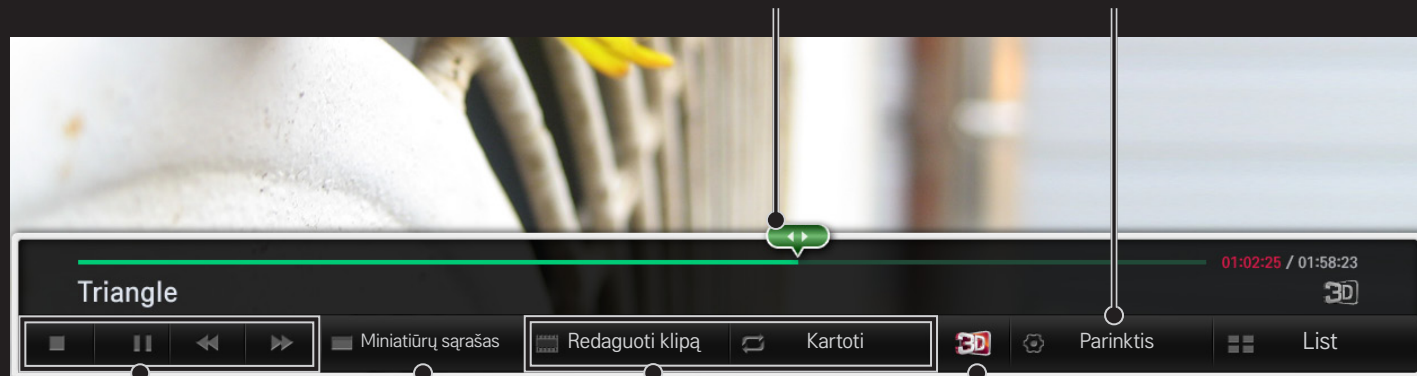 01:02:25 / 01:58:23
Triangle 3D
Miniatiūrų sąrašas Redaguoti klipą Kartoti 3D Parinktis List